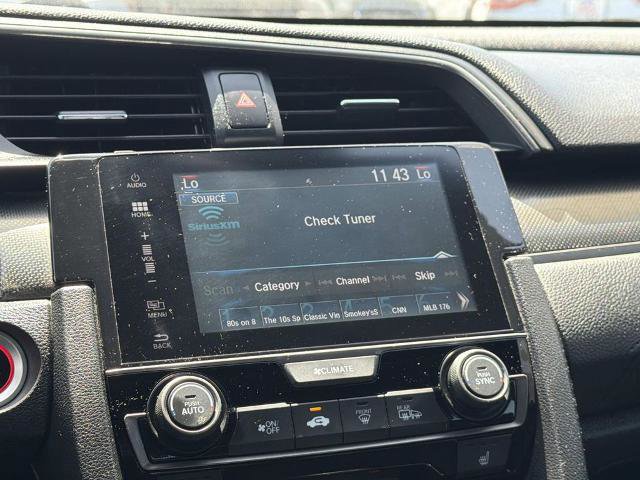 AUDIO
HOME
+
VOL
–
MENU
BACK
Lo
11 43 Lo
SOURCE
SiriusXM
Check Tuner
Scan Category Channel Skip
80s on 8 The 10s Sp Classic Vin Smokey'sS CNN MLB 176
CLIMATE
PUSH
AUTO
ON/
OFF
FRONT
REAR
PUSH
SYNC